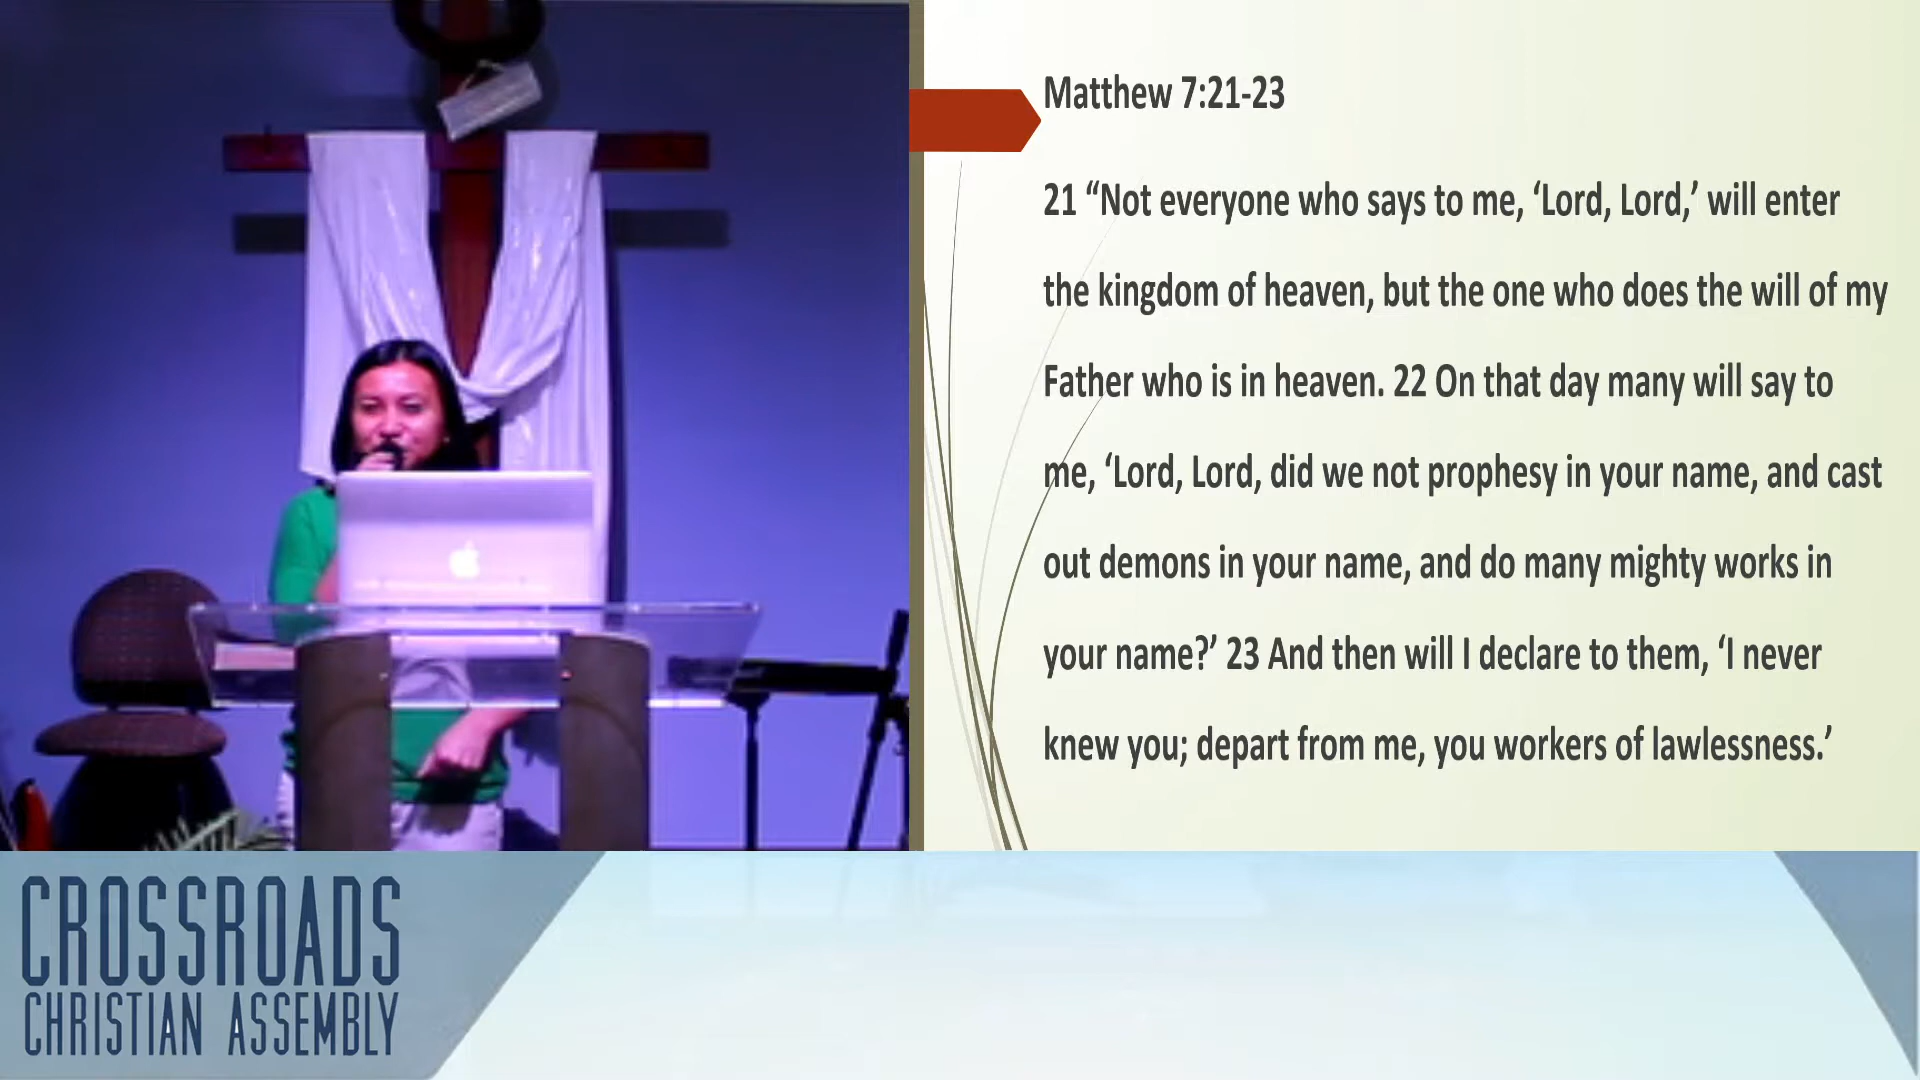 Matthew 7:21-23
21 “Not everyone who says to me, ‘Lord, Lord,’ will enter
the kingdom of heaven, but the one who does the will of my
Father who is in heaven. 22 On that day many will say to
me, ‘Lord, Lord, did we not prophesy in your name, and cast
out demons in your name, and do many mighty works in
your name?’ 23 And then will I declare to them, ‘I never
knew you; depart from me, you workers of lawlessness.’
CROSSROADS
CHRISTIAN ASSEMBLY